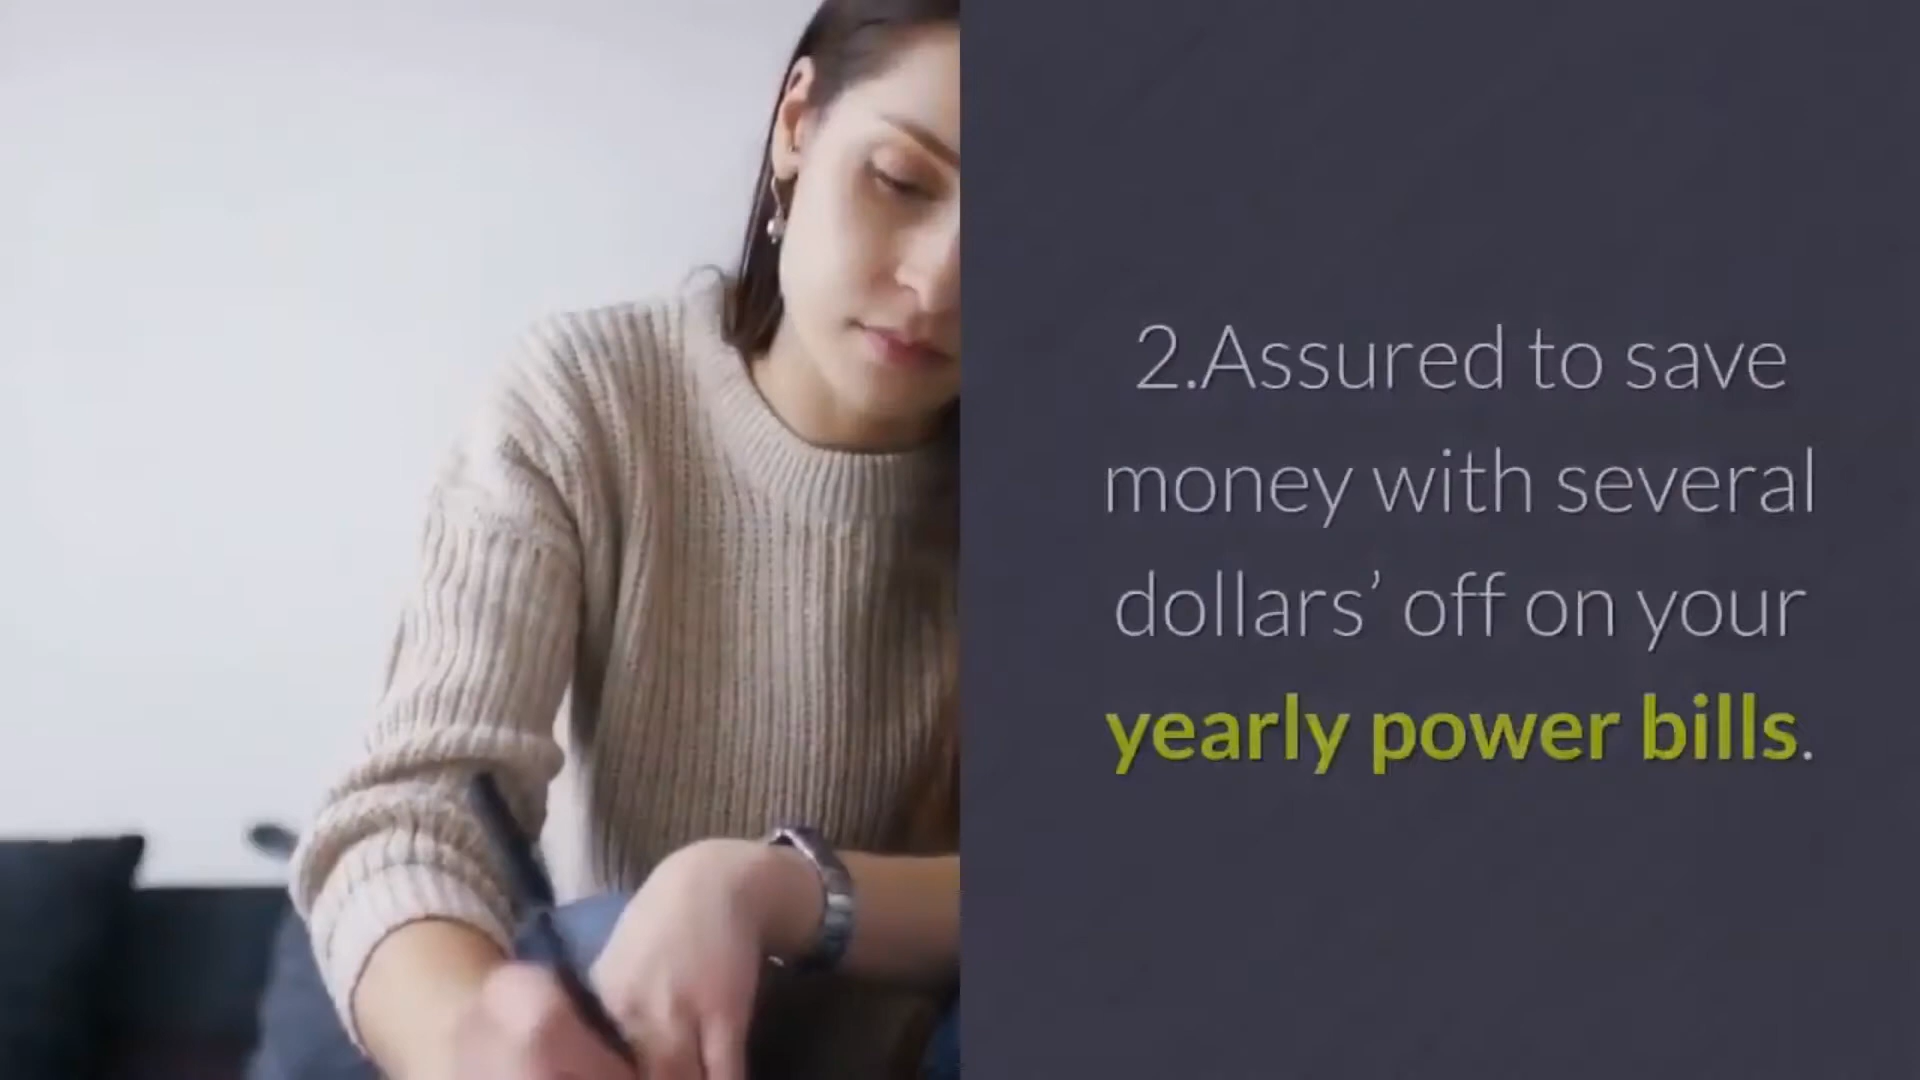 2.Assured to save
money with several
dollars’ off on your
yearly power bills.